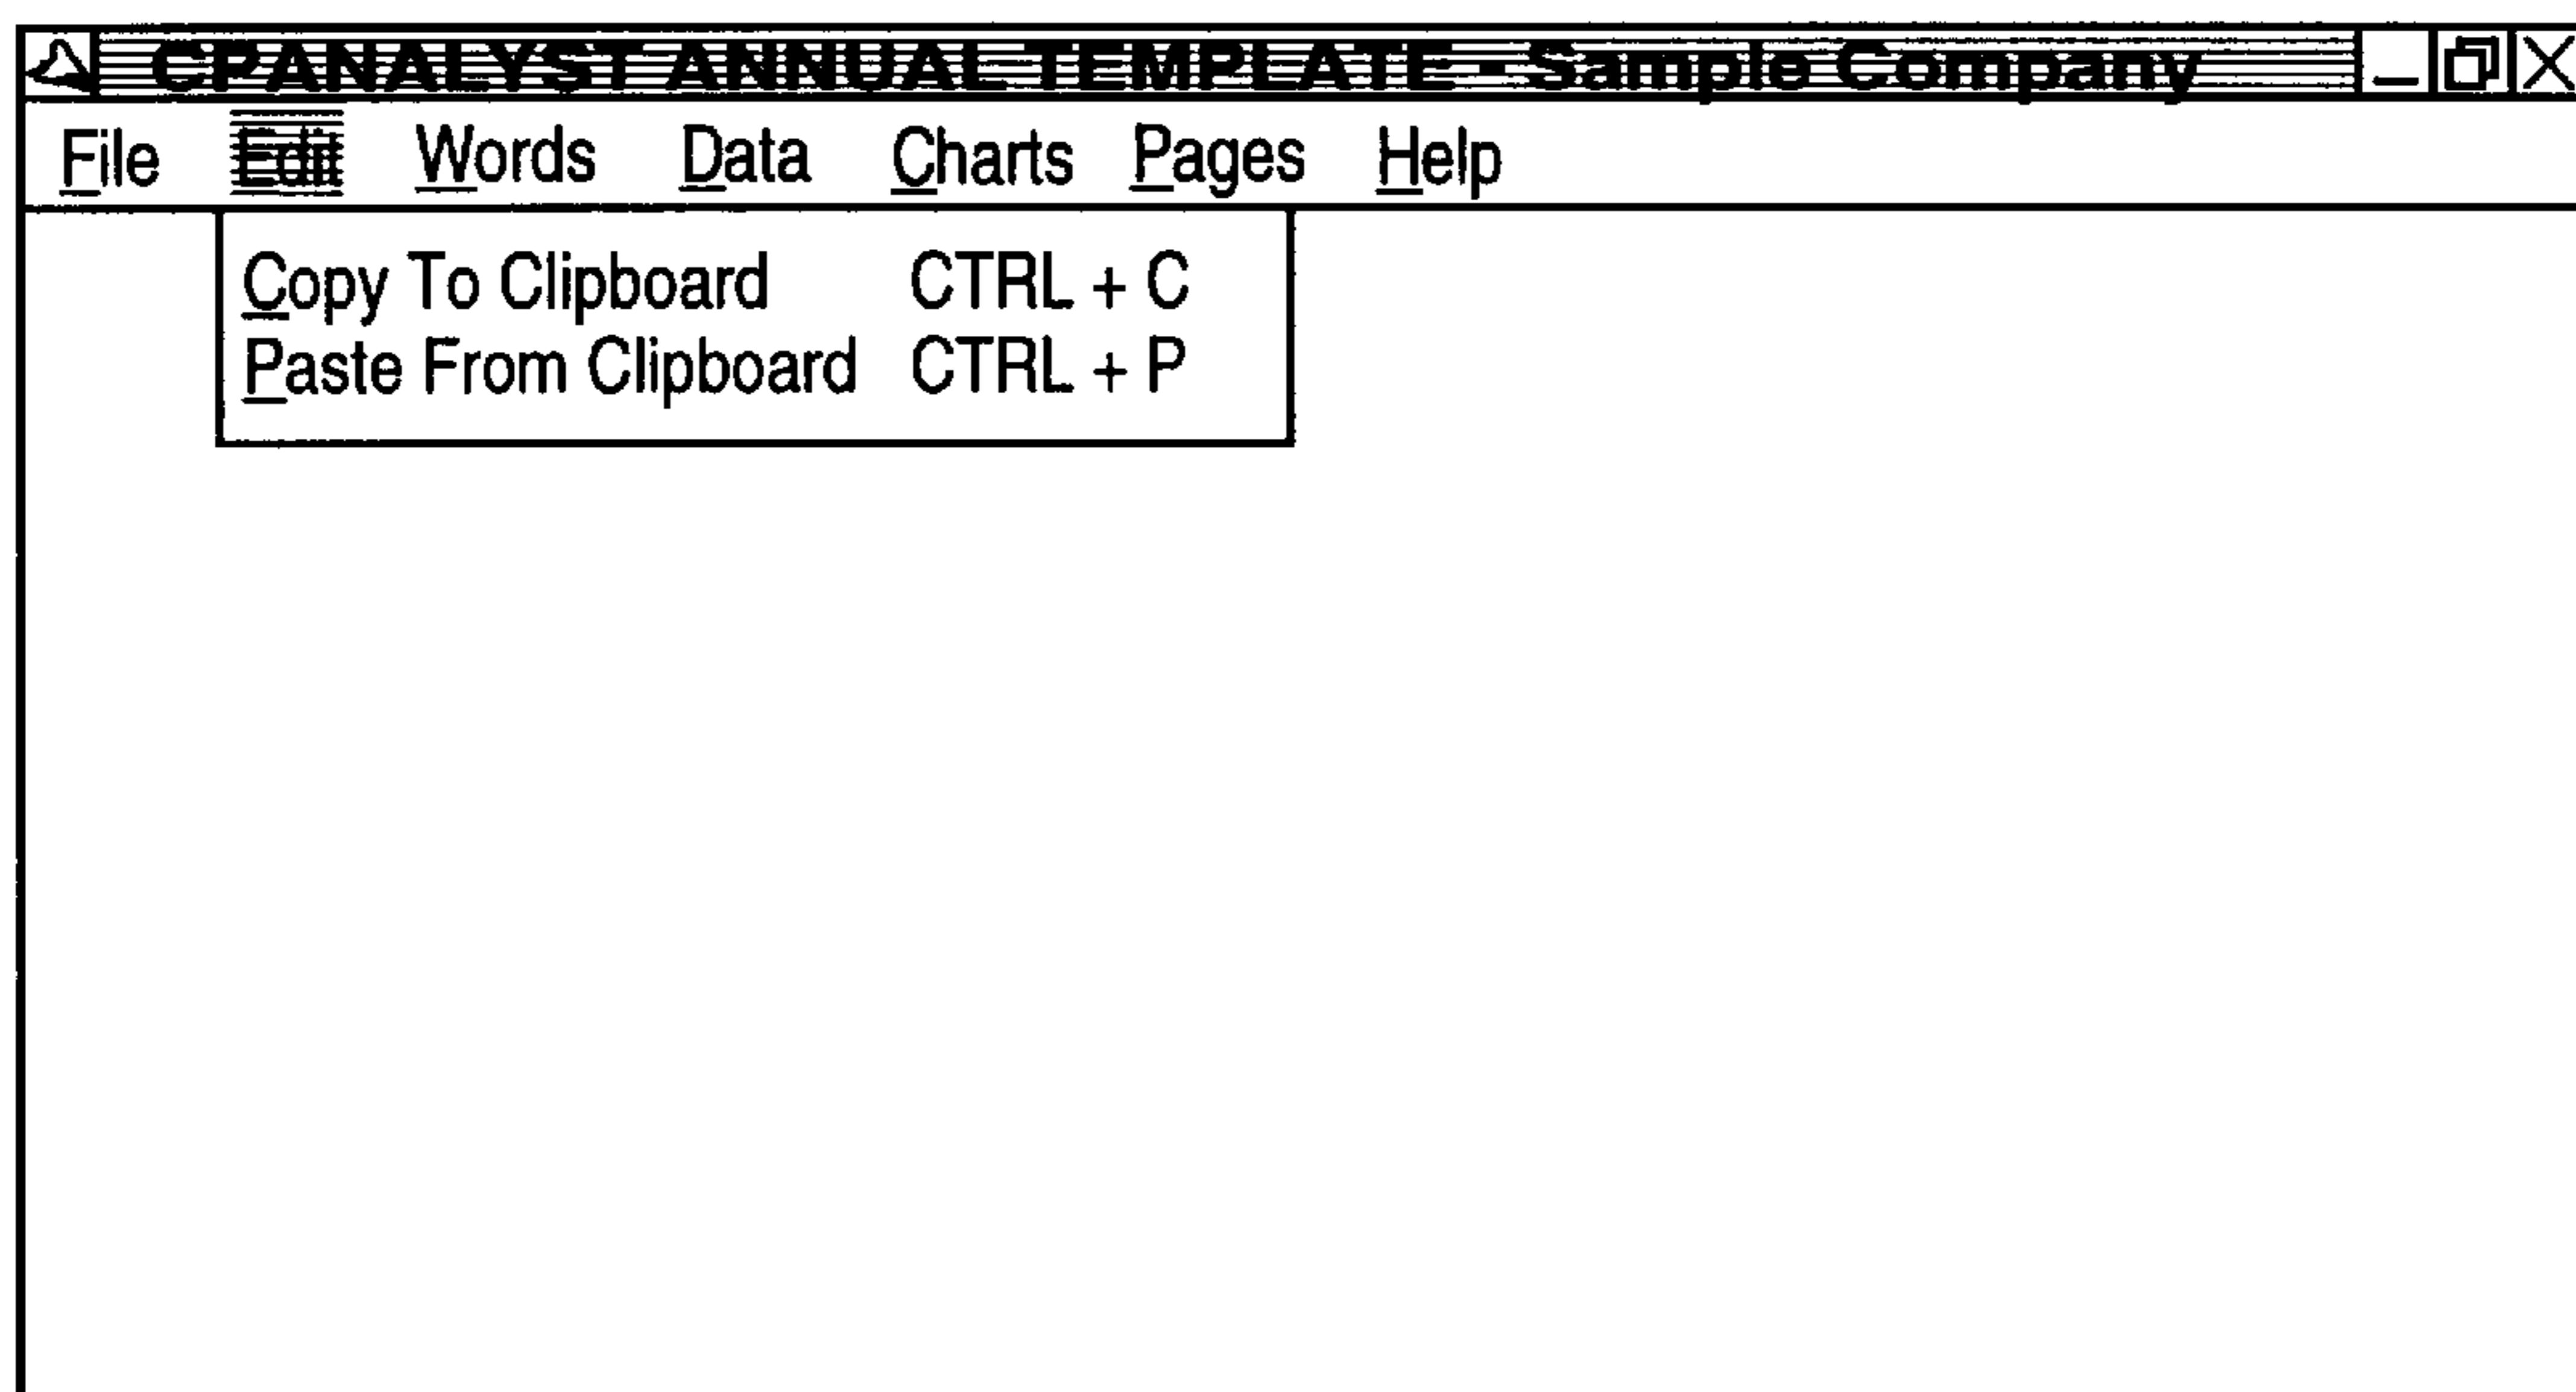 CPANALYST ANNUAL TEMPLATE - Sample Company
File Edit Words Data Charts Pages Help
Copy To Clipboard CTRL + C
Paste From Clipboard CTRL + P